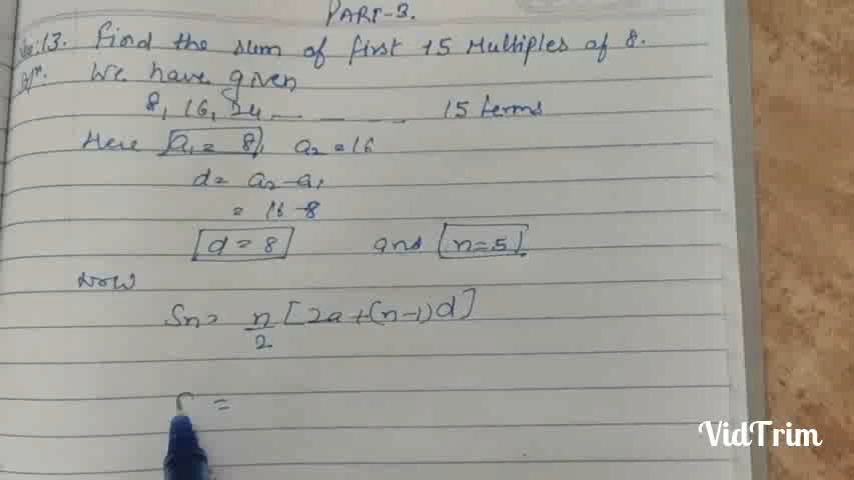 PART-3.
13. Find the sum of first 15 Multiples of 8.
Solⁿ. We have given
8, 16, 24 - - - - - - 15 terms
Here a₁ = 8, a₂ = 16
d = a₂ - a₁
= 16 - 8
d = 8 and n = 5
Now
Sn = n/2 [2a + (n-1)d]
=
VidTrim